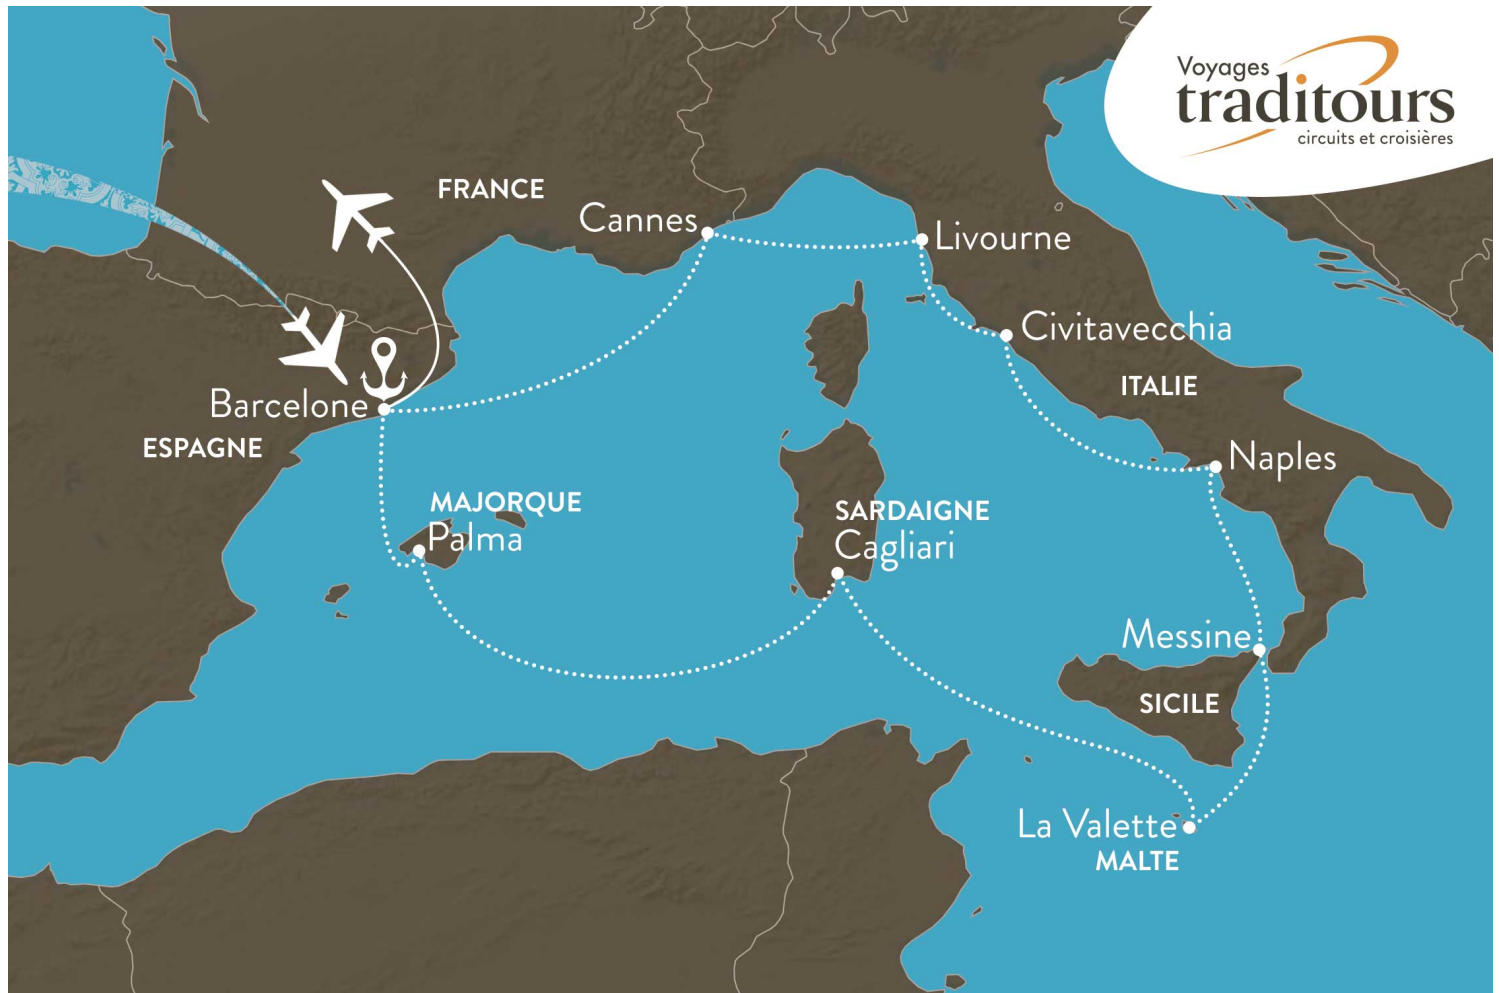 Voyages
traditours
circuits et croisières
FRANCE
Cannes
Livourne
Civitavecchia
ITALIE
Barcelone
ESPAGNE
Naples
MAJORQUE
Palma
SARDAIGNE
Cagliari
Messine
SICILE
La Valette
MALTE